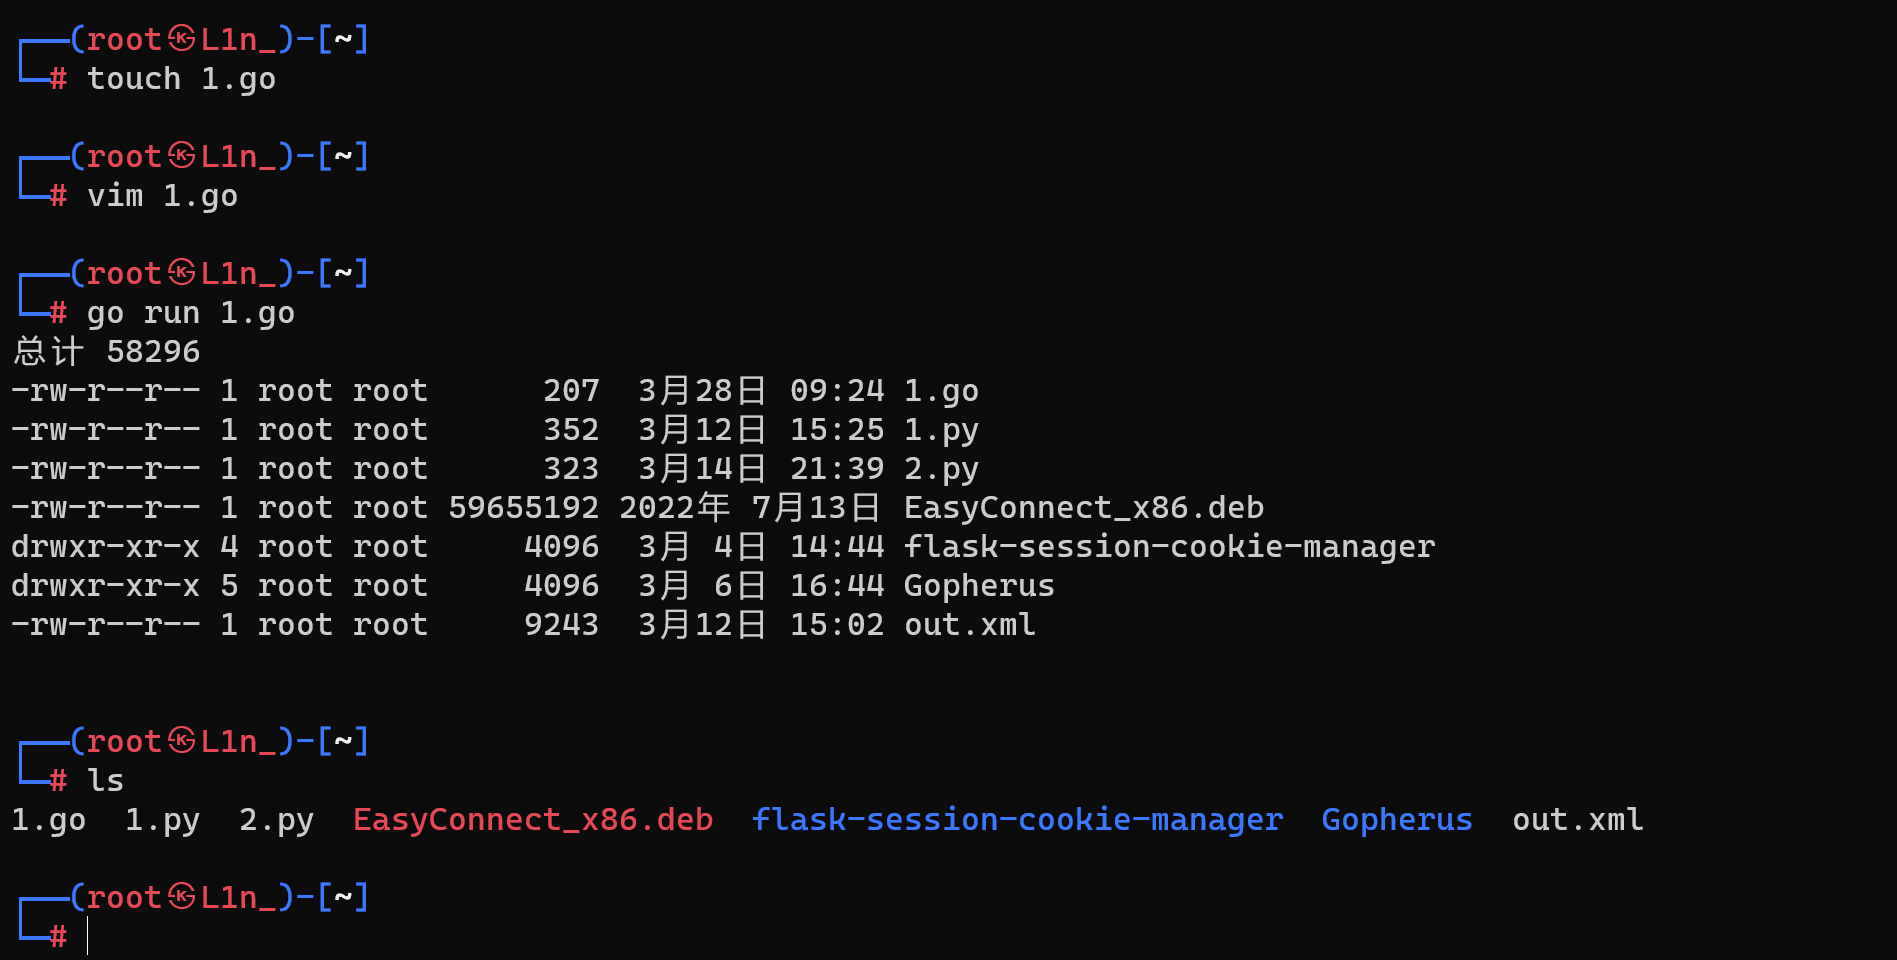 ┌──(root㉿L1n_)-[~]
└─# touch 1.go
┌──(root㉿L1n_)-[~]
└─# vim 1.go
┌──(root㉿L1n_)-[~]
└─# go run 1.go
总计 58296
-rw-r--r-- 1 root root      207  3月28日 09:24 1.go
-rw-r--r-- 1 root root      352  3月12日 15:25 1.py
-rw-r--r-- 1 root root      323  3月14日 21:39 2.py
-rw-r--r-- 1 root root 59655192 2022年 7月13日 EasyConnect_x86.deb
drwxr-xr-x 4 root root     4096  3月 4日 14:44 flask-session-cookie-manager
drwxr-xr-x 5 root root     4096  3月 6日 16:44 Gopherus
-rw-r--r-- 1 root root     9243  3月12日 15:02 out.xml
┌──(root㉿L1n_)-[~]
└─# ls
1.go  1.py  2.py  EasyConnect_x86.deb  flask-session-cookie-manager  Gopherus  out.xml
┌──(root㉿L1n_)-[~]
└─#